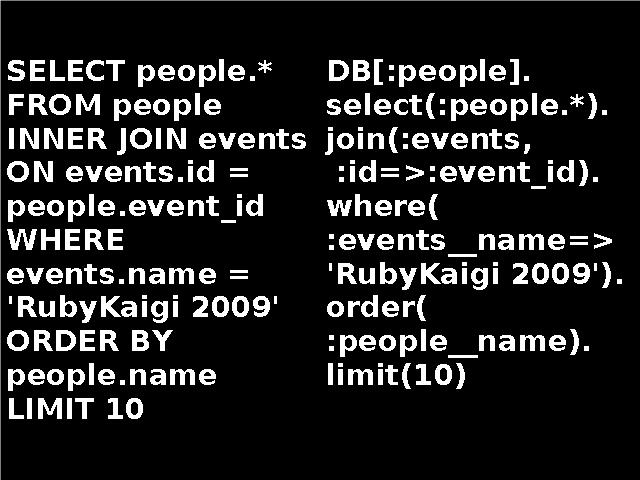 SELECT people.*
FROM people
INNER JOIN events
ON events.id =
people.event_id
WHERE
events.name =
'RubyKaigi 2009'
ORDER BY
people.name
LIMIT 10
DB[:people].
select(:people.*).
join(:events,
:id=>:event_id).
where(
:events__name=>
'RubyKaigi 2009').
order(
:people__name).
limit(10)